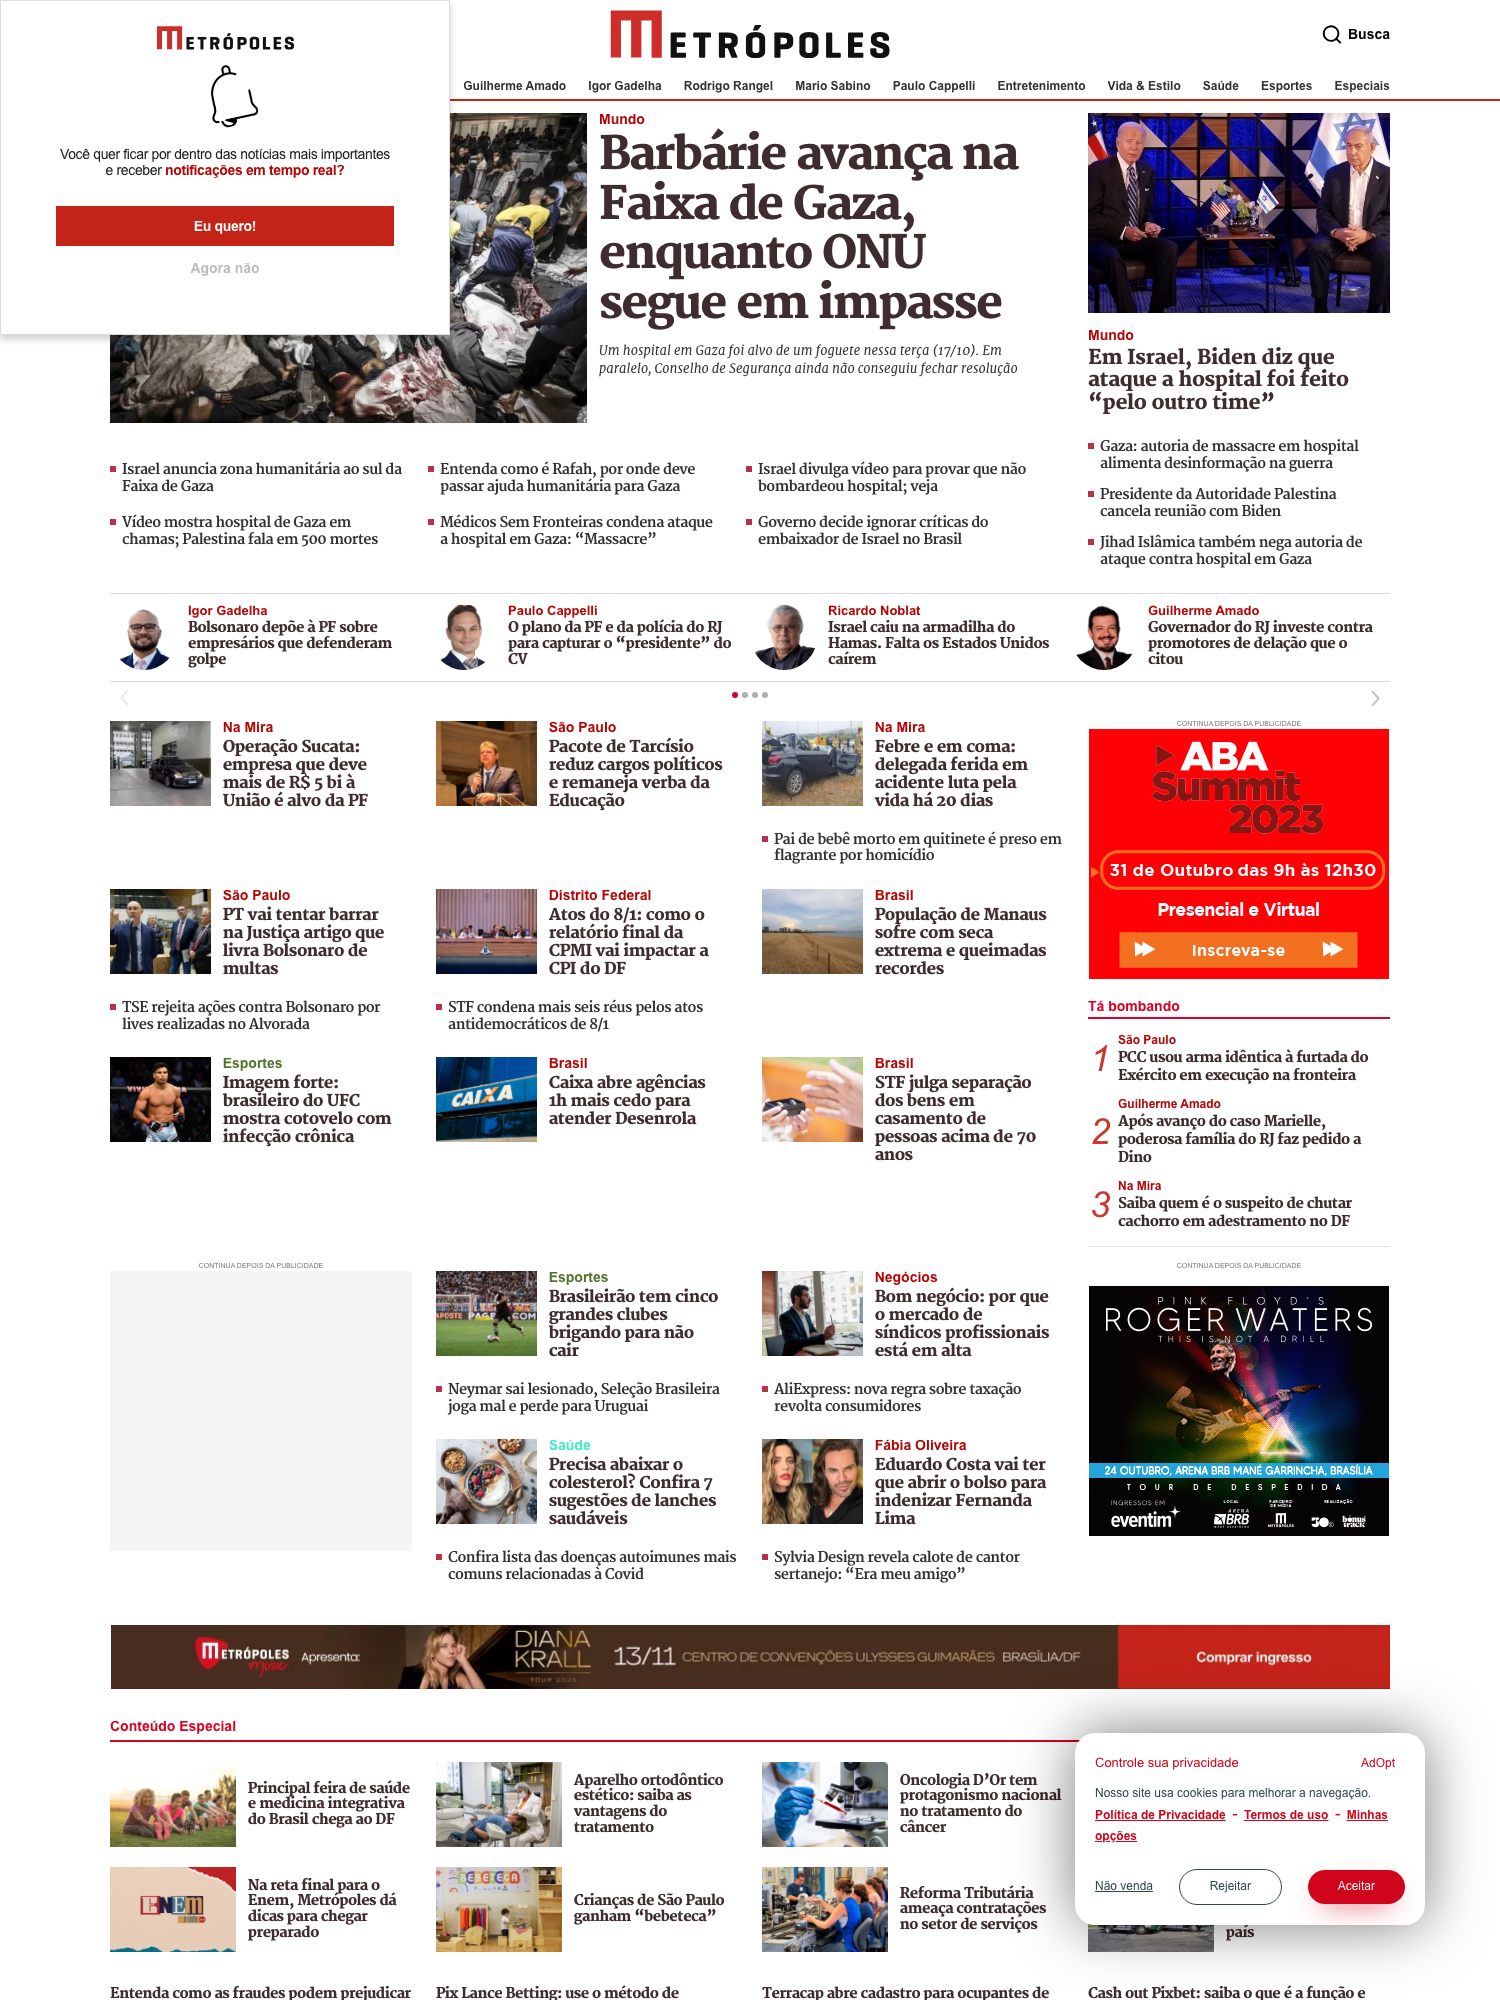 METRÓPOLES
Você quer ficar por dentro das notícias mais importantes
e receber notificações em tempo real?
Eu quero!
Agora não
METRÓPOLES
Busca
Guilherme Amado
Igor Gadelha
Rodrigo Rangel
Mario Sabino
Paulo Cappelli
Entretenimento
Vida & Estilo
Saúde
Esportes
Especiais
Mundo
Barbárie avança na
Faixa de Gaza,
enquanto ONU
segue em impasse
Um hospital em Gaza foi alvo de um foguete nessa terça (17/10). Em
paralelo, Conselho de Segurança ainda não conseguiu fechar resolução
Mundo
Em Israel, Biden diz que
ataque a hospital foi feito
“pelo outro time”
Gaza: autoria de massacre em hospital
alimenta desinformação na guerra
Presidente da Autoridade Palestina
cancela reunião com Biden
Jihad Islâmica também nega autoria de
ataque contra hospital em Gaza
Israel anuncia zona humanitária ao sul da
Faixa de Gaza
Entenda como é Rafah, por onde deve
passar ajuda humanitária para Gaza
Israel divulga vídeo para provar que não
bombardeou hospital; veja
Vídeo mostra hospital de Gaza em
chamas; Palestina fala em 500 mortes
Médicos Sem Fronteiras condena ataque
a hospital em Gaza: “Massacre”
Governo decide ignorar críticas do
embaixador de Israel no Brasil
Igor Gadelha
Bolsonaro depõe à PF sobre
empresários que defenderam
golpe
Paulo Cappelli
O plano da PF e da polícia do RJ
para capturar o “presidente” do
CV
Ricardo Noblat
Israel caiu na armadilha do
Hamas. Falta os Estados Unidos
caírem
Guilherme Amado
Governador do RJ investe contra
promotores de delação que o
citou
Na Mira
Operação Sucata:
empresa que deve
mais de R$ 5 bi à
União é alvo da PF
São Paulo
Pacote de Tarcísio
reduz cargos políticos
e remaneja verba da
Educação
Na Mira
Febre e em coma:
delegada ferida em
acidente luta pela
vida há 20 dias
Pai de bebê morto em quitinete é preso em
flagrante por homicídio
CONTINUA DEPOIS DA PUBLICIDADE
ABA
Summit
2023
31 de Outubro das 9h às 12h30
Presencial e Virtual
Inscreva-se
São Paulo
PT vai tentar barrar
na Justiça artigo que
livra Bolsonaro de
multas
TSE rejeita ações contra Bolsonaro por
lives realizadas no Alvorada
Distrito Federal
Atos do 8/1: como o
relatório final da
CPMI vai impactar a
CPI do DF
STF condena mais seis réus pelos atos
antidemocráticos de 8/1
Brasil
População de Manaus
sofre com seca
extrema e queimadas
recordes
Esportes
Imagem forte:
brasileiro do UFC
mostra cotovelo com
infecção crônica
CAIXA
Brasil
Caixa abre agências
1h mais cedo para
atender Desenrola
Brasil
STF julga separação
dos bens em
casamento de
pessoas acima de 70
anos
Tá bombando
1
São Paulo
PCC usou arma idêntica à furtada do
Exército em execução na fronteira
2
Guilherme Amado
Após avanço do caso Marielle,
poderosa família do RJ faz pedido a
Dino
3
Na Mira
Saiba quem é o suspeito de chutar
cachorro em adestramento no DF
CONTINUA DEPOIS DA PUBLICIDADE
Esportes
Brasileirão tem cinco
grandes clubes
brigando para não
cair
Neymar sai lesionado, Seleção Brasileira
joga mal e perde para Uruguai
Negócios
Bom negócio: por que
o mercado de
síndicos profissionais
está em alta
AliExpress: nova regra sobre taxação
revolta consumidores
CONTINUA DEPOIS DA PUBLICIDADE
PINK FLOYD'S
ROGER WATERS
THIS IS NOT A DRILL
24 OUTUBRO, ARENA BRB MANÉ GARRINCHA, BRASÍLIA
TOUR DE DESPEDIDA
INGRESSOS EM
eventim
LOCAL
ARENA
BRB
PARCEIRO
DE MÍDIA
METRÓPOLES
REALIZAÇÃO
30e
bonus
track
Saúde
Precisa abaixar o
colesterol? Confira 7
sugestões de lanches
saudáveis
Confira lista das doenças autoimunes mais
comuns relacionadas à Covid
Fábia Oliveira
Eduardo Costa vai ter
que abrir o bolso para
indenizar Fernanda
Lima
Sylvia Design revela calote de cantor
sertanejo: “Era meu amigo”
METRÓPOLES
music
Apresenta:
DIANA
KRALL
TOUR 2023
13/11 CENTRO DE CONVENÇÕES ULYSSES GUIMARÃES BRASÍLIA/DF
Comprar ingresso
Conteúdo Especial
Principal feira de saúde
e medicina integrativa
do Brasil chega ao DF
Aparelho ortodôntico
estético: saiba as
vantagens do
tratamento
Oncologia D’Or tem
protagonismo nacional
no tratamento do
câncer
ENEM
Na reta final para o
Enem, Metrópoles dá
dicas para chegar
preparado
BEBETECA
Crianças de São Paulo
ganham “bebeteca”
Reforma Tributária
ameaça contratações
no setor de serviços
país
Controle sua privacidade
AdOpt
Nosso site usa cookies para melhorar a navegação.
Política de Privacidade - Termos de uso - Minhas
opções
Não venda
Rejeitar
Aceitar
Entenda como as fraudes podem prejudicar
Pix Lance Betting: use o método de
Terracap abre cadastro para ocupantes de
Cash out Pixbet: saiba o que é a função e